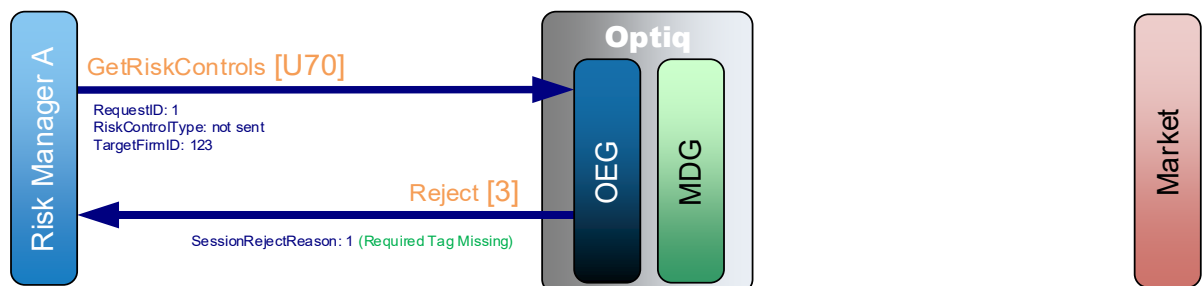 Risk Manager A
GetRiskControls [U70]
RequestID: 1
RiskControlType: not sent
TargetFirmID: 123
Reject [3]
SessionRejectReason: 1 (Required Tag Missing)
Optiq
OEG
MDG
Market